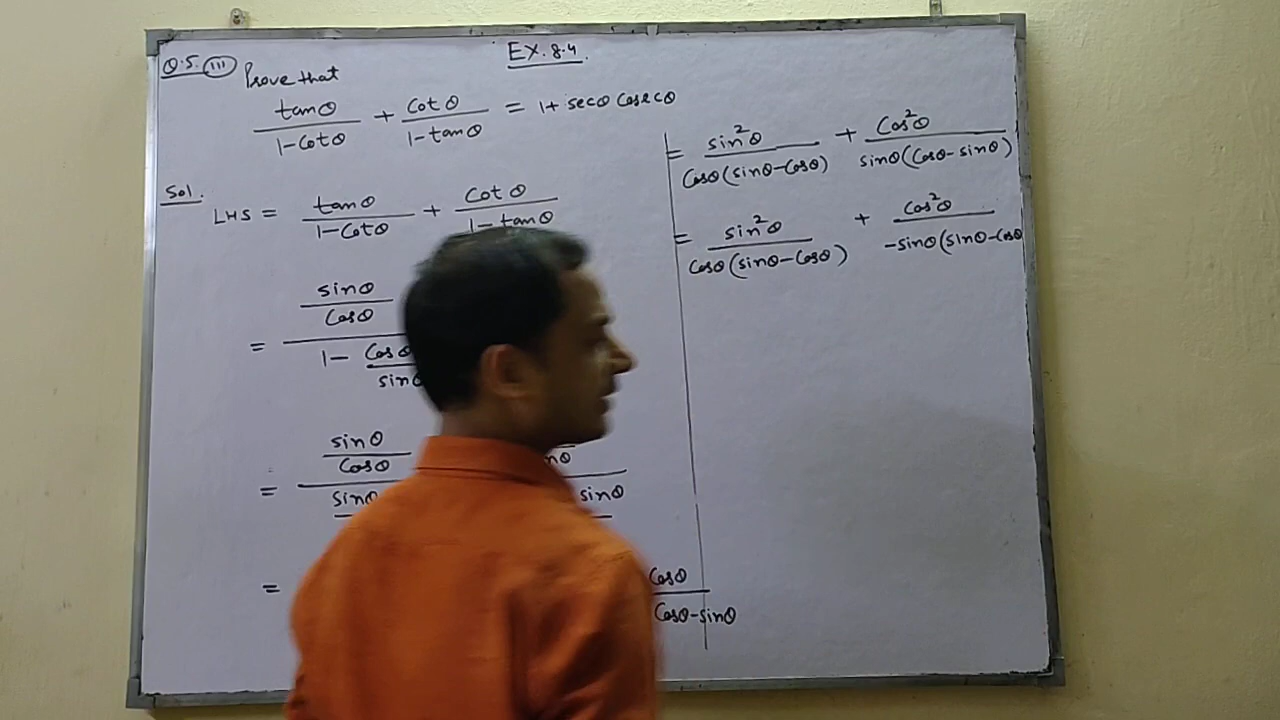 Q.5. (iii) Prove that
EX. 8.4.
tanθ/(1-Cotθ) + Cotθ/(1-tanθ) = 1+ secθ Cosecθ
Sol.
LHS = tanθ/(1-Cotθ) + Cotθ/(1-tanθ)
= (sinθ/Cosθ)/(1- Cosθ/sinθ)
= (sinθ/Cosθ)/(sinθ
nθ
sinθ
=
Cosθ/(Cosθ-sinθ)
= sin²θ/(Cosθ(sinθ-Cosθ)) + Cos²θ/(sinθ(Cosθ-sinθ))
= sin²θ/(Cosθ(sinθ-Cosθ)) + Cos²θ/(-sinθ(sinθ-Cosθ